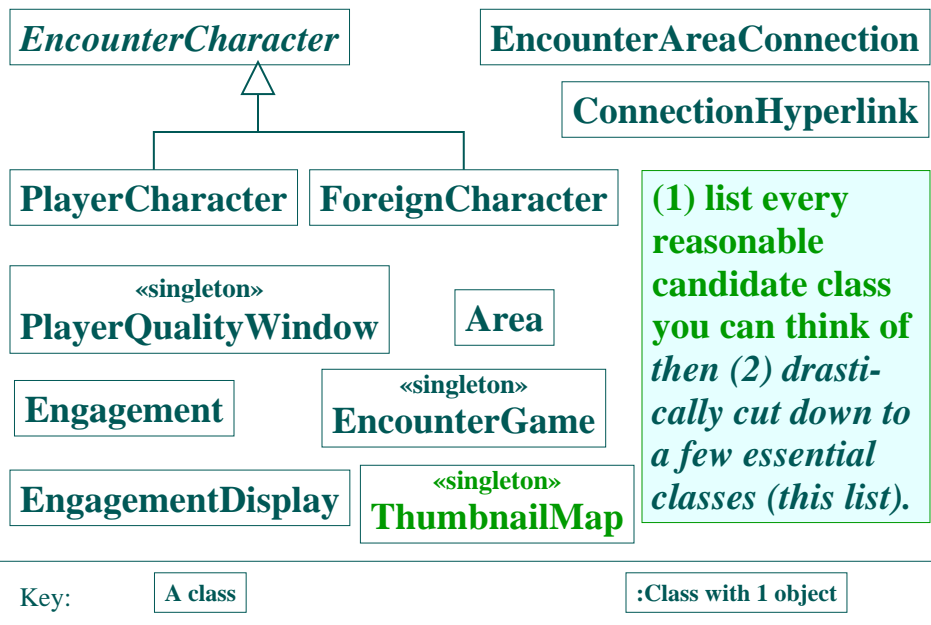 EncounterCharacter
EncounterAreaConnection
ConnectionHyperlink
PlayerCharacter
ForeignCharacter
(1) list every
reasonable
candidate class
you can think of
then (2) drasti-
cally cut down to
a few essential
classes (this list).
«singleton»
PlayerQualityWindow
Area
Engagement
«singleton»
EncounterGame
EngagementDisplay
«singleton»
ThumbnailMap
Key:
A class
:Class with 1 object